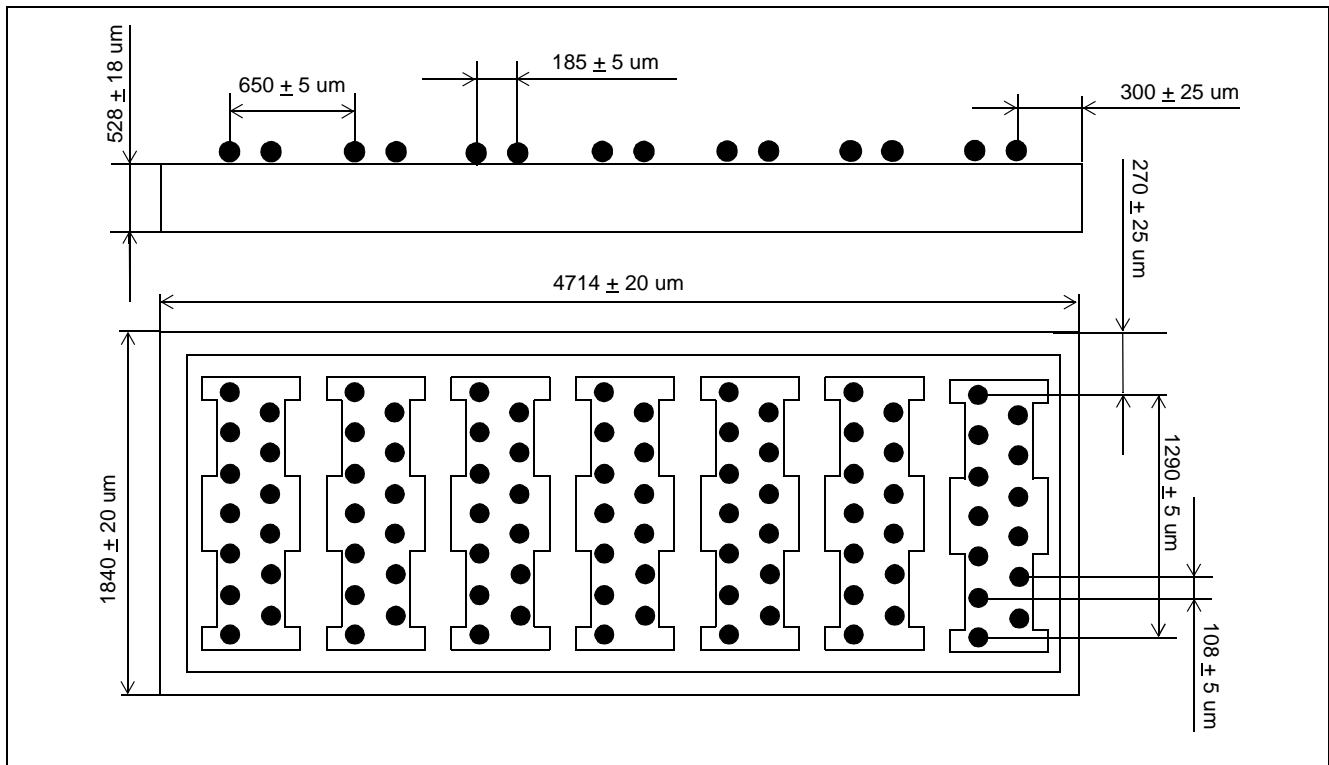 528 ± 18 um
650 ± 5 um
185 ± 5 um
300 ± 25 um
270 ± 25 um
4714 ± 20 um
1840 ± 20 um
1290 ± 5 um
108 ± 5 um